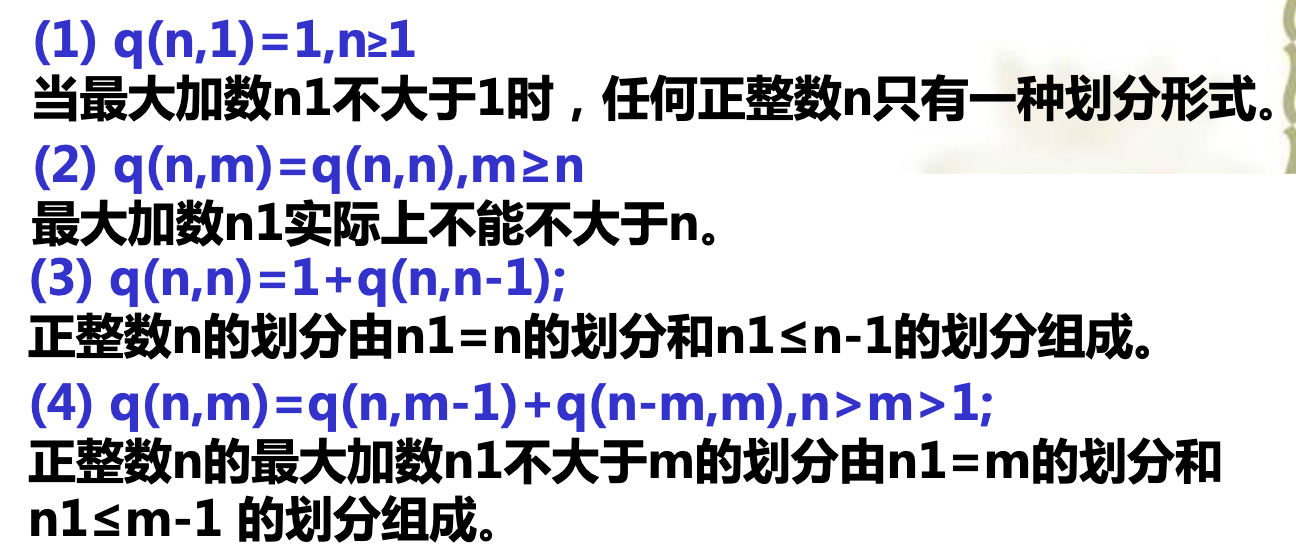 (1) q(n,1)=1,n≥1
当最大加数n1不大于1时，任何正整数n只有一种划分形式。
(2) q(n,m)=q(n,n),m≥n
最大加数n1实际上不能不大于n。
(3) q(n,n)=1+q(n,n-1);
正整数n的划分由n1=n的划分和n1≤n-1的划分组成。
(4) q(n,m)=q(n,m-1)+q(n-m,m),n>m>1;
正整数n的最大加数n1不大于m的划分由n1=m的划分和
n1≤m-1 的划分组成。